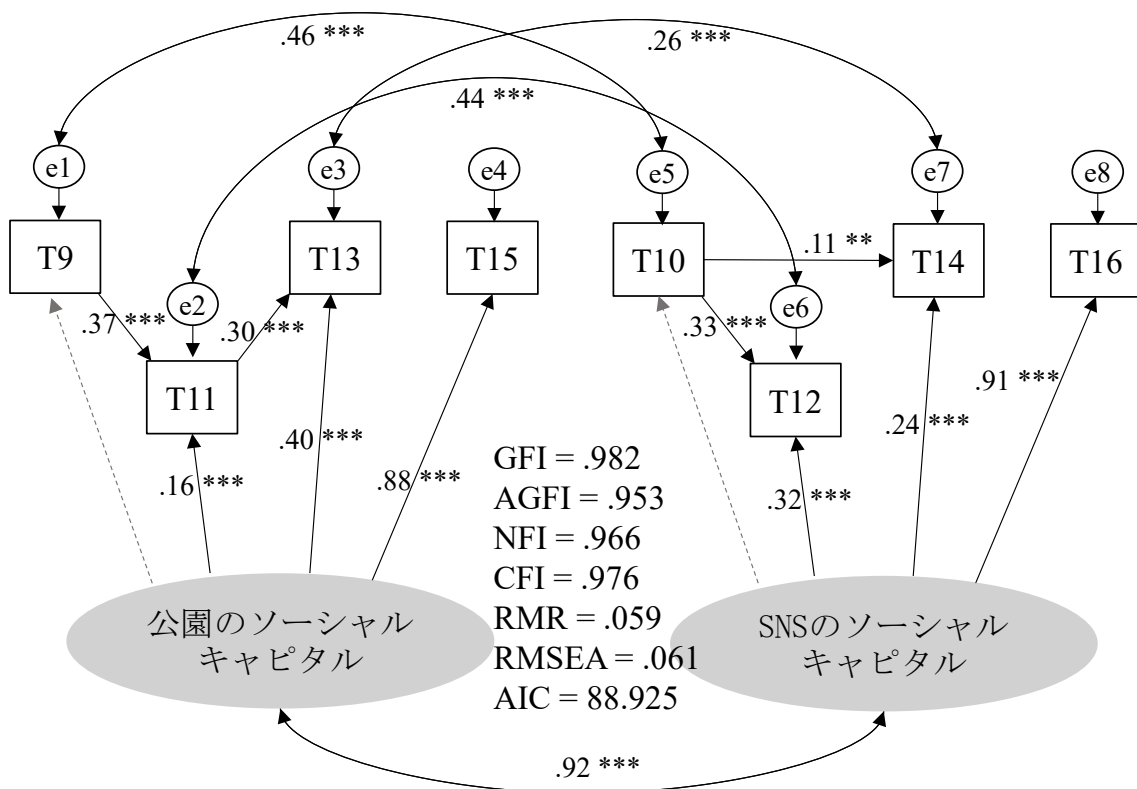 .46 ***
.26 ***
.44 ***
e1
e3
e4
e5
e7
e8
T9
T13
T15
T10
.11 **
T14
T16
e2
e6
.37 ***
.30 ***
.33 ***
T11
T12
.91 ***
.40 ***
.24 ***
.16 ***
.88 ***
.32 ***
GFI = .982
AGFI = .953
NFI = .966
CFI = .976
RMR = .059
RMSEA = .061
AIC = 88.925
公園のソーシャル
キャピタル
SNSのソーシャル
キャピタル
.92 ***